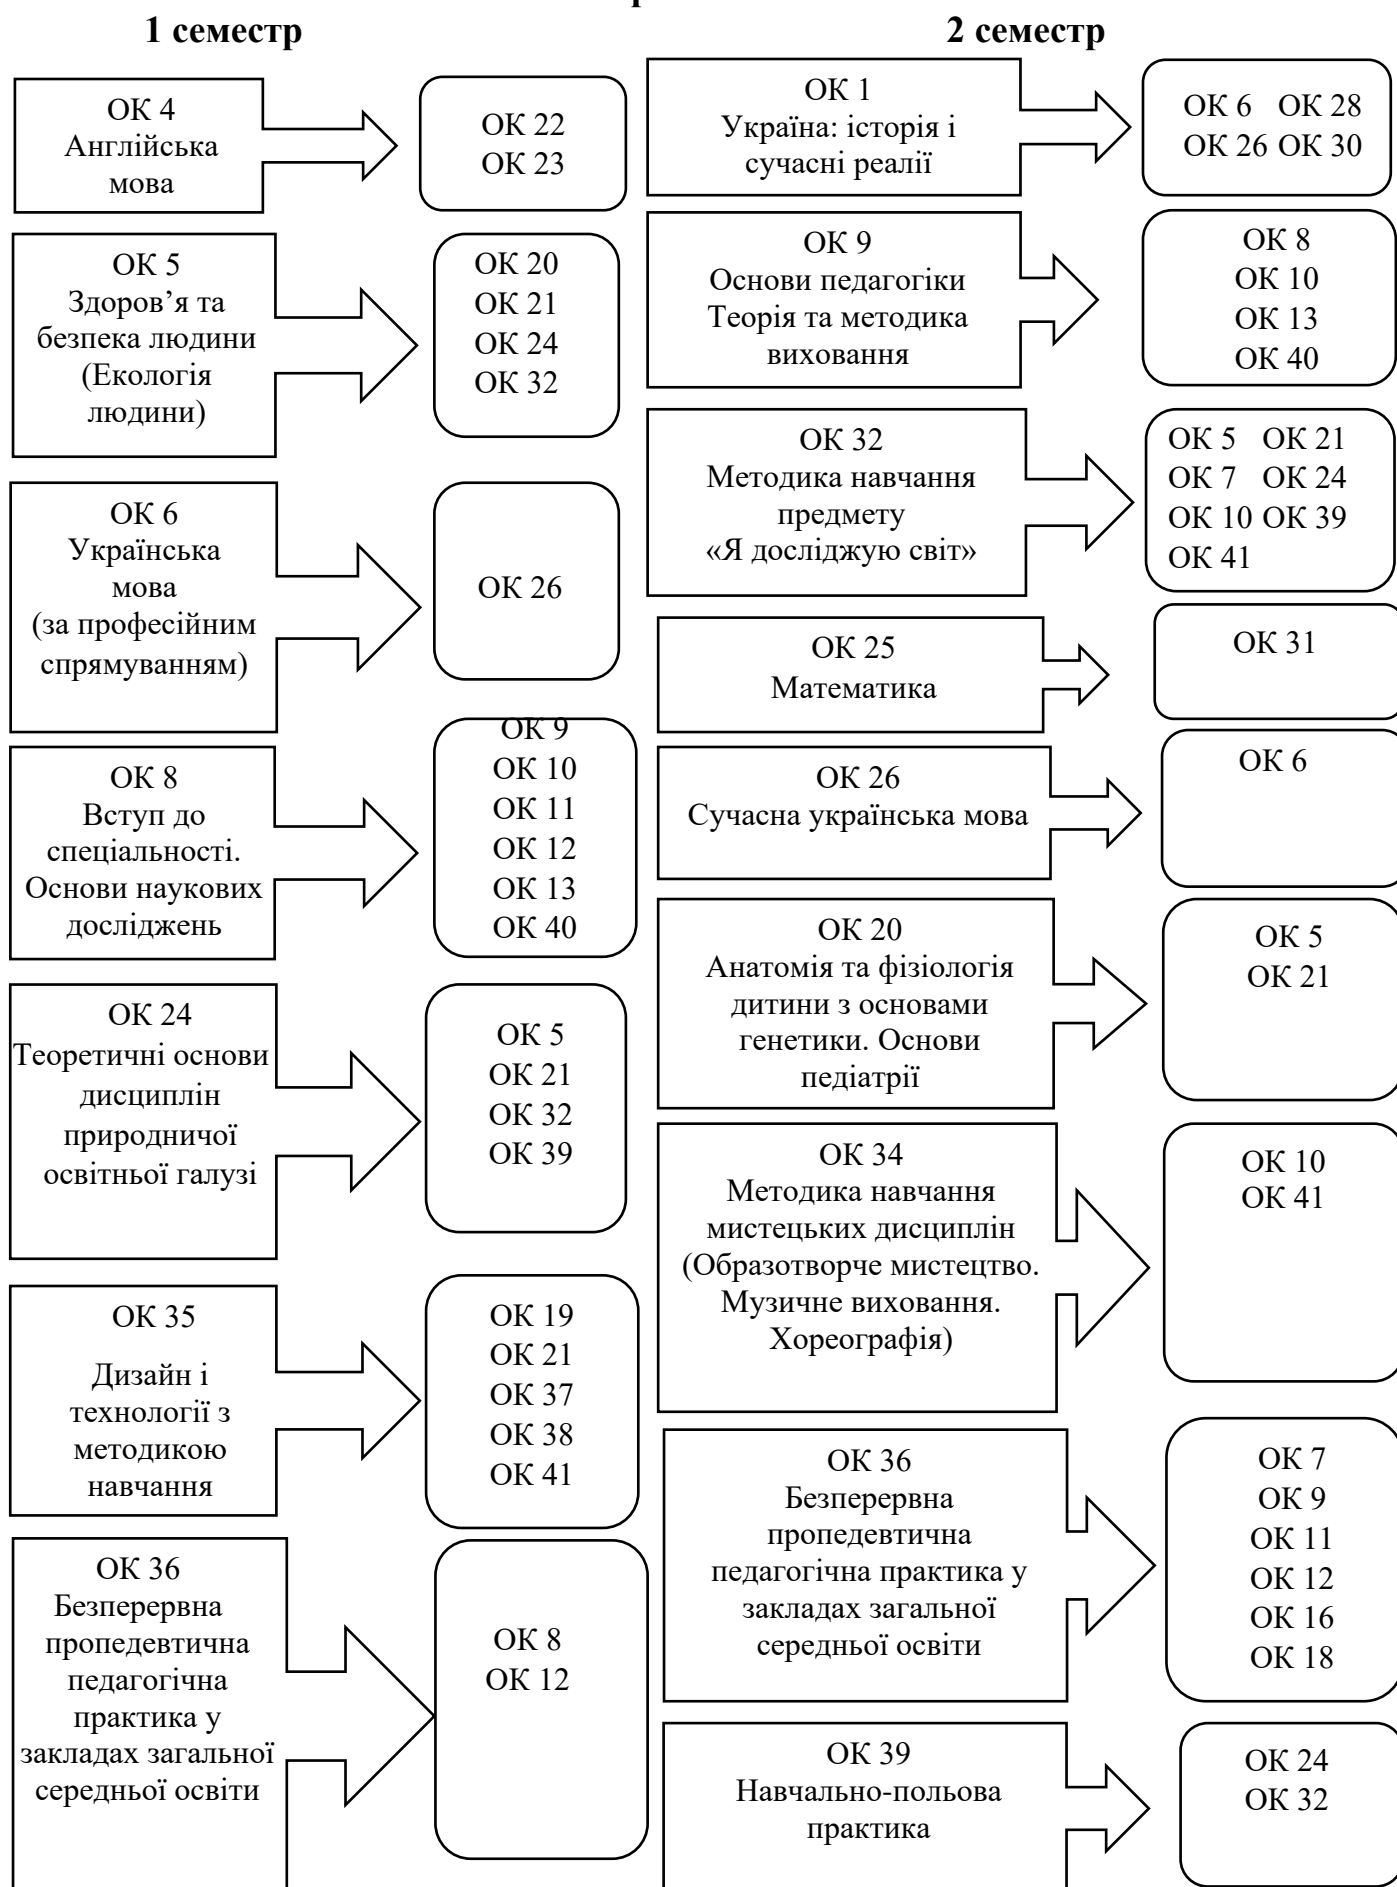 1 семестр
ОК 4
Англійська
мова
ОК 22
ОК 23
ОК 5
Здоров’я та
безпека людини
(Екологія
людини)
ОК 20
ОК 21
ОК 24
ОК 32
ОК 6
Українська
мова
(за професійним
спрямуванням)
ОК 26
ОК 8
Вступ до
спеціальності.
Основи наукових
досліджень
ОК 9
ОК 10
ОК 11
ОК 12
ОК 13
ОК 40
ОК 24
Теоретичні основи
дисциплін
природничої
освітньої галузі
ОК 5
ОК 21
ОК 32
ОК 39
ОК 35
Дизайн і
технології з
методикою
навчання
ОК 19
ОК 21
ОК 37
ОК 38
ОК 41
ОК 36
Безперервна
пропедевтична
педагогічна
практика у
закладах загальної
середньої освіти
ОК 8
ОК 12
2 семестр
ОК 1
Україна: історія і
сучасні реалії
ОК 6 ОК 28
ОК 26 ОК 30
ОК 9
Основи педагогіки
Теорія та методика
виховання
ОК 8
ОК 10
ОК 13
ОК 40
ОК 32
Методика навчання
предмету
«Я досліджую світ»
ОК 5 ОК 21
ОК 7 ОК 24
ОК 10 ОК 39
ОК 41
ОК 25
Математика
ОК 31
ОК 26
Сучасна українська мова
ОК 6
ОК 20
Анатомія та фізіологія
дитини з основами
генетики. Основи
педіатрії
ОК 5
ОК 21
ОК 34
Методика навчання
мистецьких дисциплін
(Образотворче мистецтво.
Музичне виховання.
Хореографія)
ОК 10
ОК 41
ОК 36
Безперервна
пропедевтична
педагогічна практика у
закладах загальної
середньої освіти
ОК 7
ОК 9
ОК 11
ОК 12
ОК 16
ОК 18
ОК 39
Навчально-польова
практика
ОК 24
ОК 32